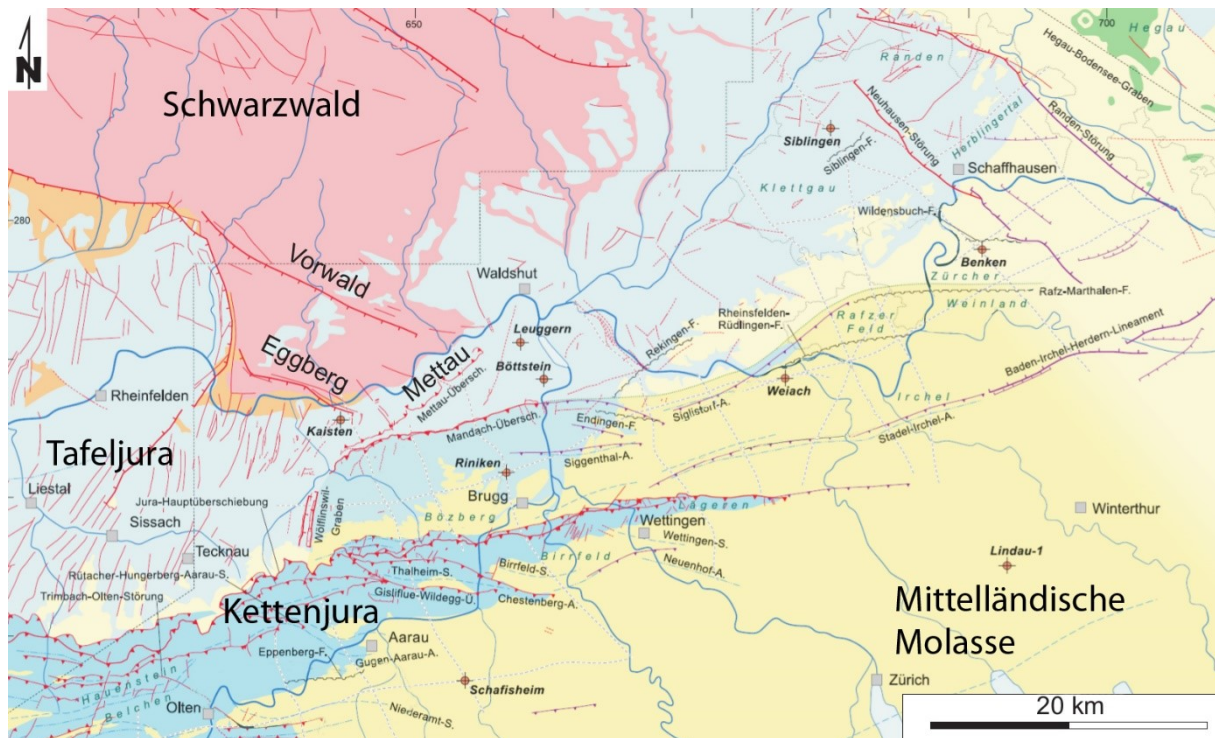 650
700
N
Hegau
Randen
Hegau-Bodensee-Graben
Schwarzwald
Neuhausen-Störung
Randen-Störung
Siblingen
Siblingen-F.
Herblingertal
Schaffhausen
Klettgau
280
Wildensbuch-F.
Vorwald
Waldshut
Benken
Zürcher
Weinland
Rafz-Marthalen-F.
Rheinsfelden-
Rüdlingen-F.
Rafzer
Feld
Leuggern
Rekingen-F.
Eggberg
Mettau
Mettau-Übersch.
Böttstein
Baden-Irchel-Herdern-Lineament
Weiach
Rheinfelden
Irchel
Siglistorf-A.
Kaisten
Mandach-Übersch.
Endingen-F.
Stadel-Irchel-A.
Tafeljura
Siggenthal-A.
Riniken
Liestal
Jura-Hauptüberschiebung
Wölflinswil-
Graben
Brugg
Lägeren
Winterthur
Sissach
Bözberg
Wettingen
Wettingen-S.
Tecknau
Birrfeld
Neuenhof-A.
Lindau-1
Rütacher-Hungerberg-Aarau-S.
Thalheim-S.
Birrfeld-S.
Trimbach-Olten-Störung
Gisliflue-Wildegg-Ü.
Chestenberg-A.
Kettenjura
Mittelländische
Molasse
Aarau
Eppenberg-F.
Gugen-Aarau-A.
Hauenstein
Belchen
Schafisheim
Zürich
Olten
Niederamt-S.
20 km